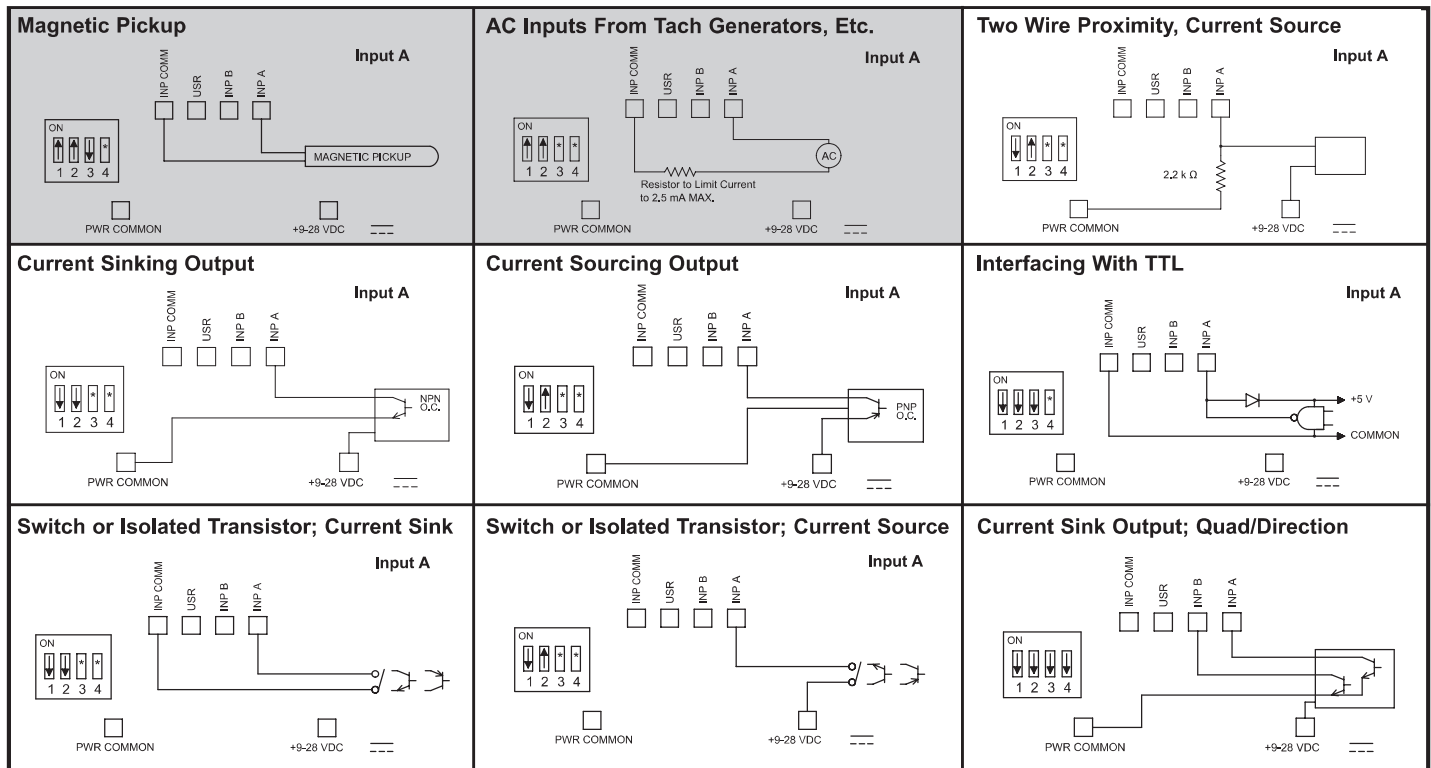 Magnetic Pickup
Input A
INP COMM
USR
INP B
INP A
ON
* 
1 2 3 4
MAGNETIC PICKUP
PWR COMMON
+9-28 VDC
AC Inputs From Tach Generators, Etc.
Input A
INP COMM
USR
INP B
INP A
ON
* *
1 2 3 4
AC
Resistor to Limit Current
to 2.5 mA MAX.
PWR COMMON
+9-28 VDC
Two Wire Proximity, Current Source
Input A
INP COMM
USR
INP B
INP A
ON
* *
1 2 3 4
2.2 k Ω
PWR COMMON
+9-28 VDC
Current Sinking Output
Input A
INP COMM
USR
INP B
INP A
ON
* *
1 2 3 4
NPN
O.C.
PWR COMMON
+9-28 VDC
Current Sourcing Output
Input A
INP COMM
USR
INP B
INP A
ON
* *
1 2 3 4
PNP
O.C.
PWR COMMON
+9-28 VDC
Interfacing With TTL
Input A
INP COMM
USR
INP B
INP A
ON
*
1 2 3 4
+5 V
COMMON
PWR COMMON
+9-28 VDC
Switch or Isolated Transistor; Current Sink
Input A
INP COMM
USR
INP B
INP A
ON
* *
1 2 3 4
PWR COMMON
+9-28 VDC
Switch or Isolated Transistor; Current Source
Input A
INP COMM
USR
INP B
INP A
ON
* *
1 2 3 4
PWR COMMON
+9-28 VDC
Current Sink Output; Quad/Direction
INP COMM
USR
INP B
INP A
ON
1 2 3 4
PWR COMMON
+9-28 VDC